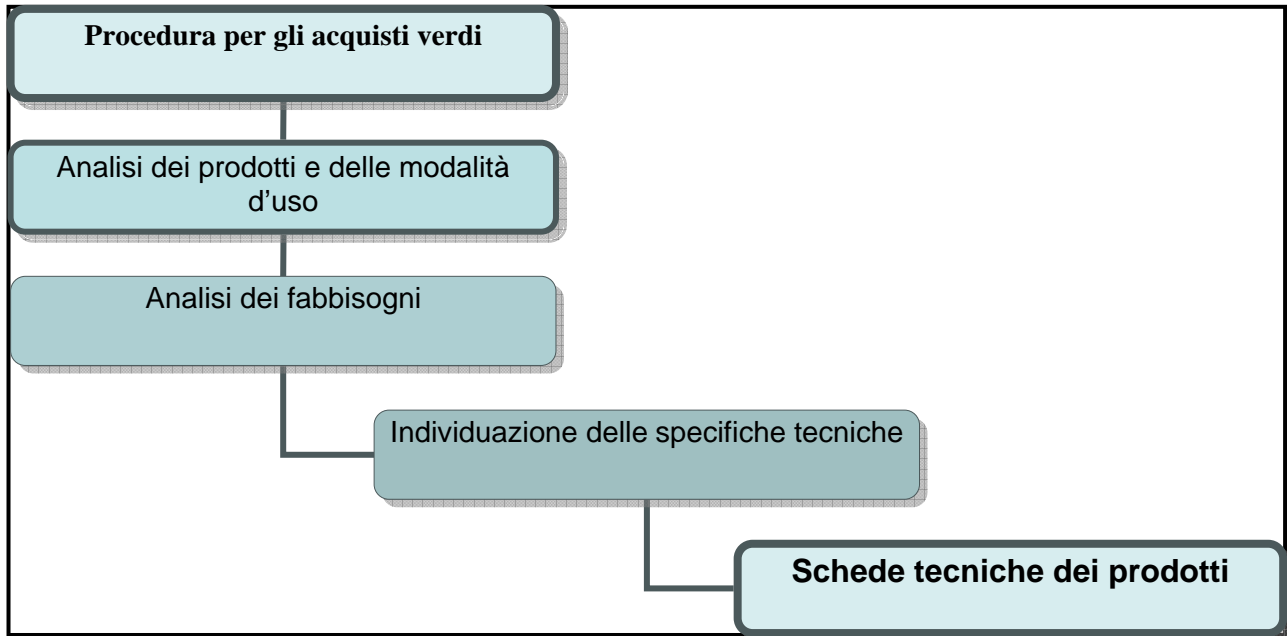 Procedura per gli acquisti verdi
Analisi dei prodotti e delle modalità
d’uso
Analisi dei fabbisogni
Individuazione delle specifiche tecniche
Schede tecniche dei prodotti